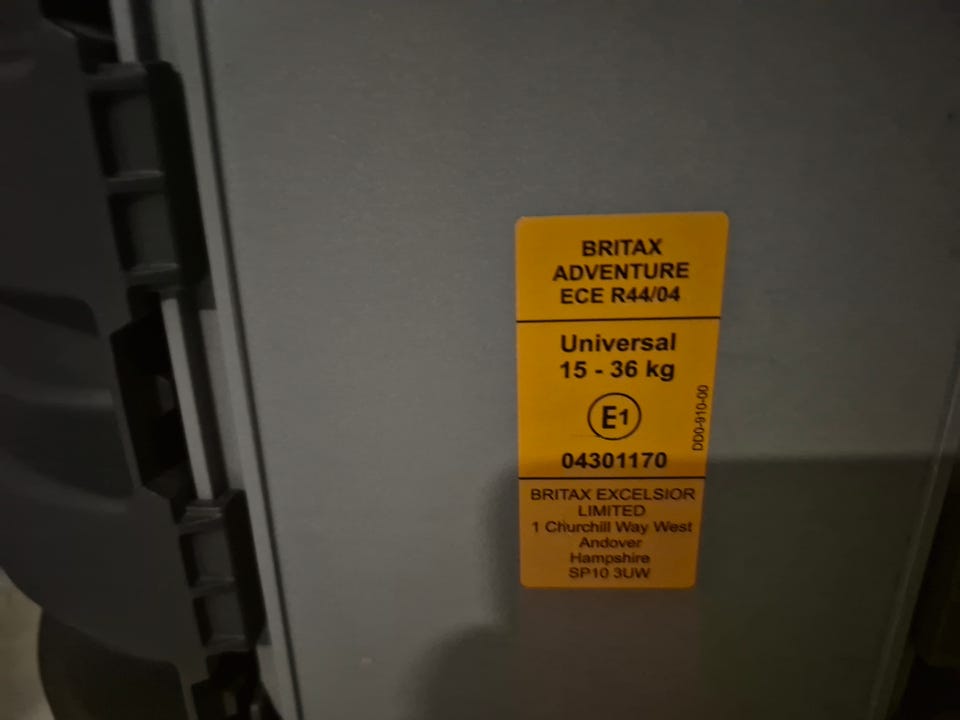 BRITAX
ADVENTURE
ECE R44/04
Universal
15 - 36 kg
E1
04301170
DD0-910-00
BRITAX EXCELSIOR
LIMITED
1 Churchill Way West
Andover
Hampshire
SP10 3UW